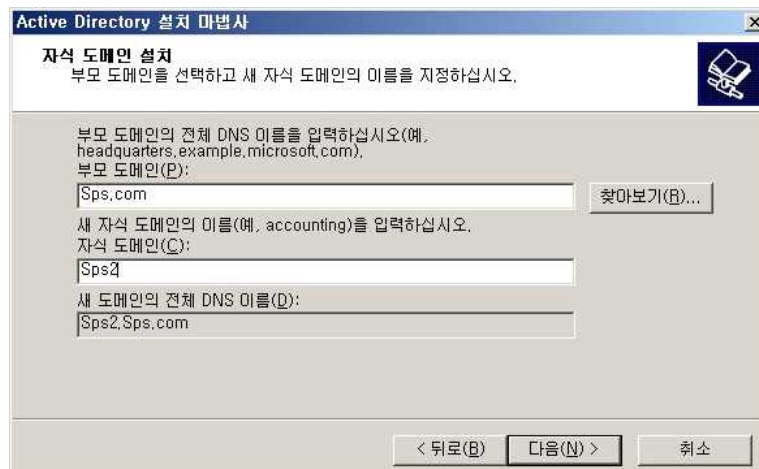 Active Directory 설치 마법사
자식 도메인 설치
부모 도메인을 선택하고 새 자식 도메인의 이름을 지정하십시오.
부모 도메인의 전체 DNS 이름을 입력하십시오(예,
headquarters.example.microsoft.com).
부모 도메인(P):
Sps.com
찾아보기(R)...
새 자식 도메인의 이름(예, accounting)을 입력하십시오.
자식 도메인(C):
Sps2
새 도메인의 전체 DNS 이름(D):
Sps2.Sps.com
< 뒤로(B)
다음(N) >
취소